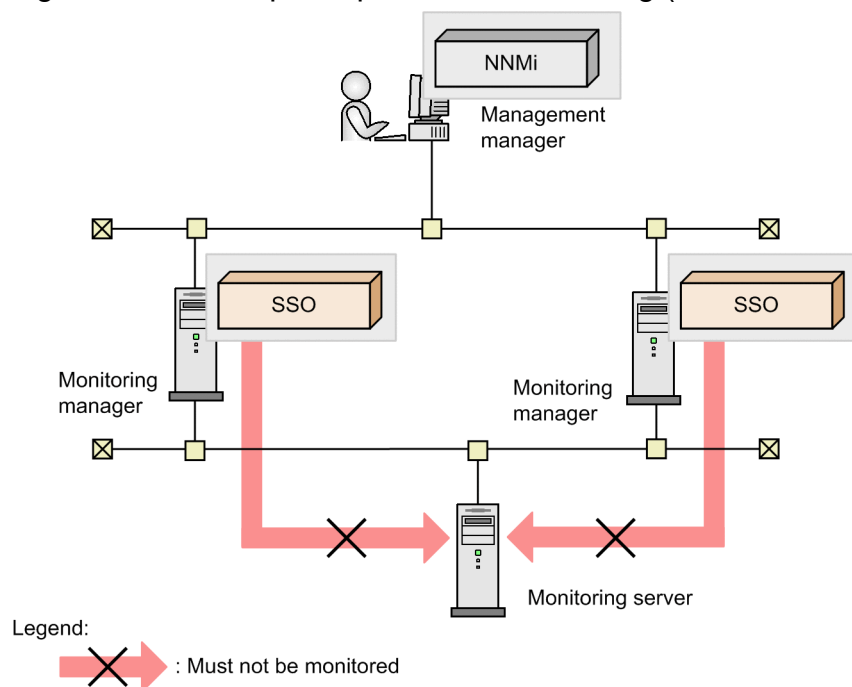 NNMi
Management
manager
SSO
SSO
Monitoring
manager
Monitoring
manager
Monitoring server
Legend:
: Must not be monitored